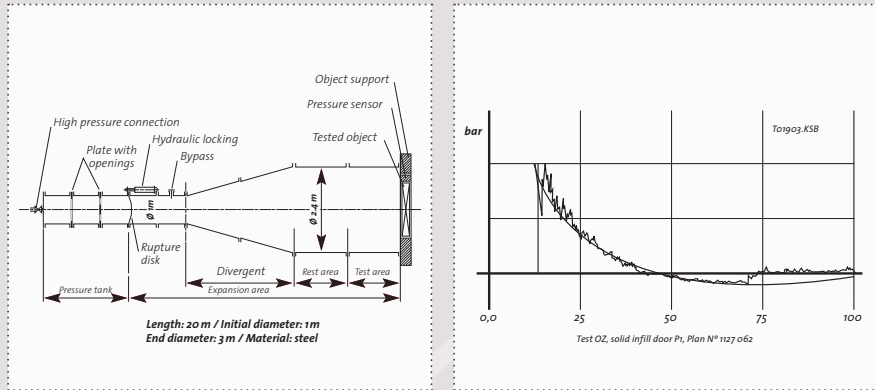 Object support
Pressure sensor
High pressure connection
Hydraulic locking
Tested object
Plate with
openings
Bypass
Ø 1m
Ø 2.4 m
Rupture
disk
Divergent
Rest area
Test area
Pressure tank
Expansion area
Length: 20 m / Initial diameter: 1m
End diameter: 3 m / Material: steel
bar
T01903.KSB
0,0
25
50
75
100
Test OZ, solid infill door P1, Plan N° 1127 062